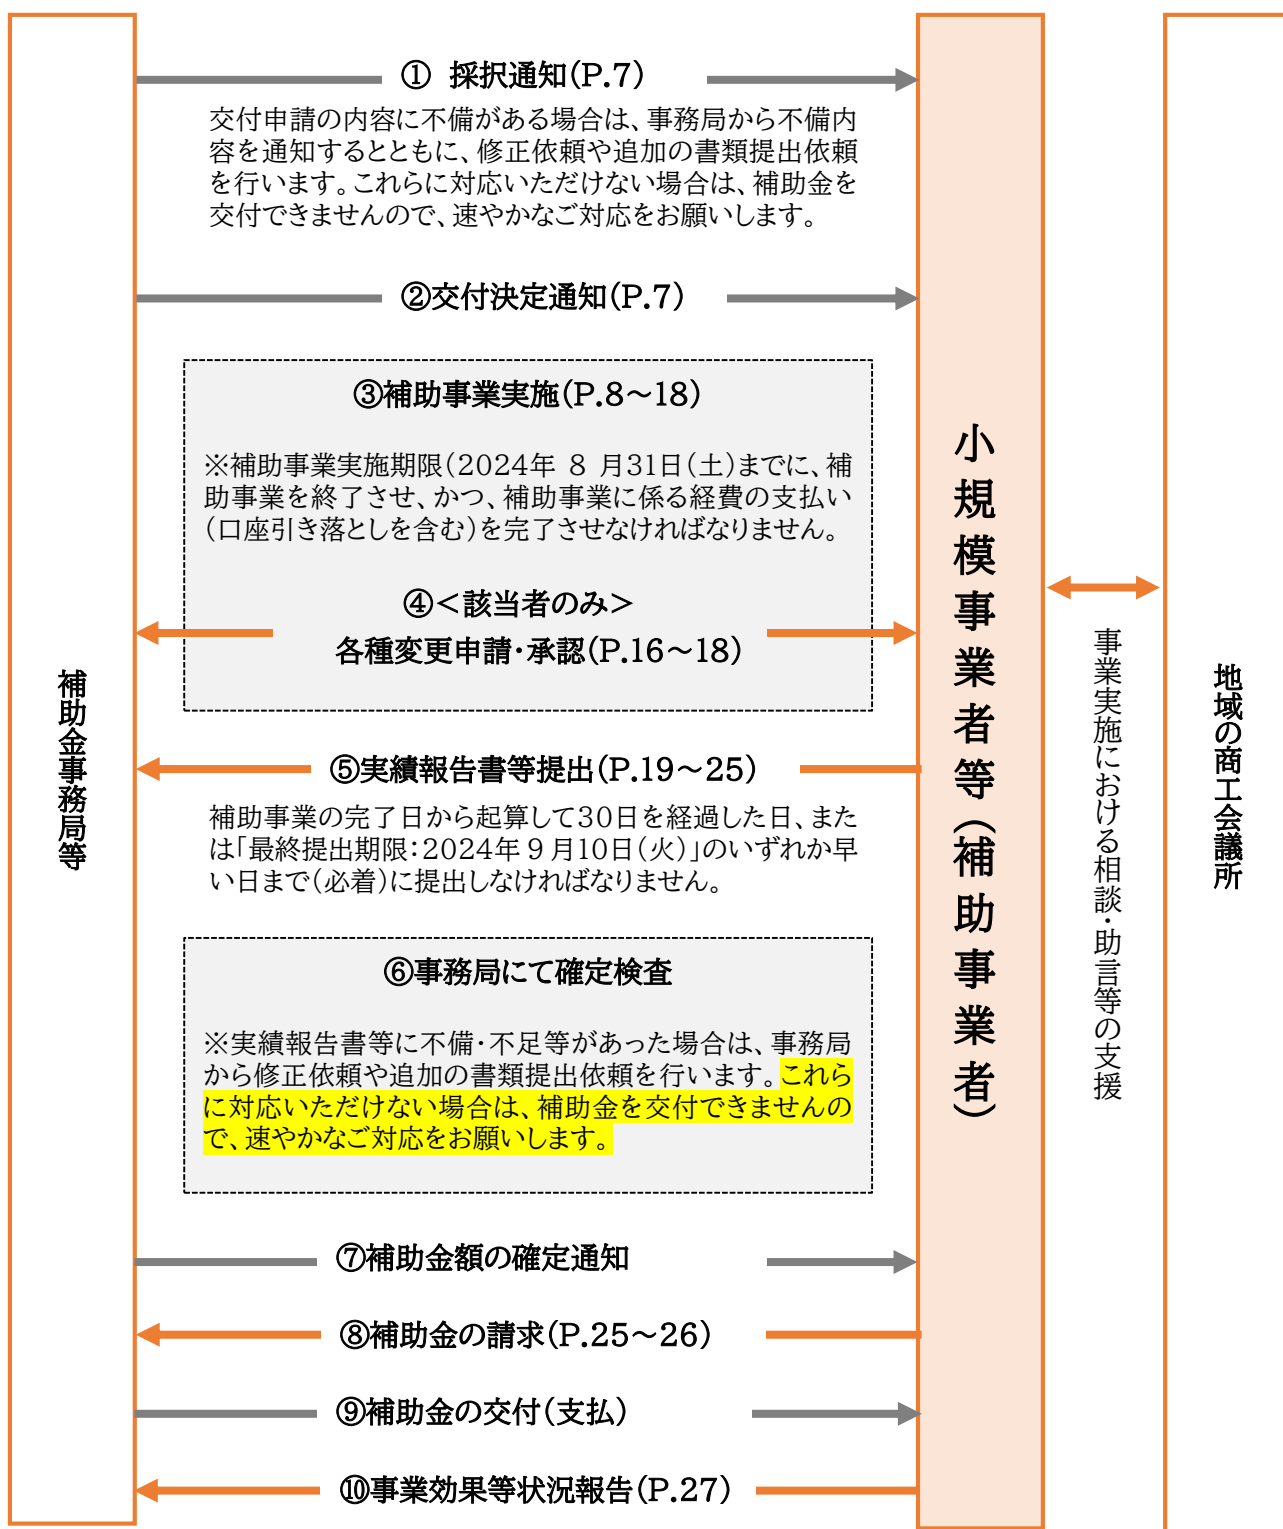 ① 採択通知(P.7)
交付申請の内容に不備がある場合は、事務局から不備内
容を通知するとともに、修正依頼や追加の書類提出依頼
を行います。これらに対応いただけない場合は、補助金を
交付できませんので、速やかなご対応をお願いします。
②交付決定通知(P.7)
③補助事業実施(P.8～18)
※補助事業実施期限(2024年 8 月31日(土)までに、補
助事業を終了させ、かつ、補助事業に係る経費の支払い
(口座引き落としを含む)を完了させなければなりません。
④<該当者のみ>
各種変更申請・承認(P.16～18)
⑤実績報告書等提出(P.19～25)
補助事業の完了日から起算して30日を経過した日、また
は「最終提出期限:2024年 9 月10日(火)」のいずれか早
い日まで(必着)に提出しなければなりません。
⑥事務局にて確定検査
※実績報告書等に不備・不足等があった場合は、事務局
から修正依頼や追加の書類提出依頼を行います。これら
に対応いただけない場合は、補助金を交付できませんの
で、速やかなご対応をお願いします。
⑦補助金額の確定通知
⑧補助金の請求(P.25～26)
⑨補助金の交付(支払)
⑩事業効果等状況報告(P.27)
補助金事務局等
小規模事業者等(補助事業者)
事業実施における相談・助言等の支援
地域の商工会議所